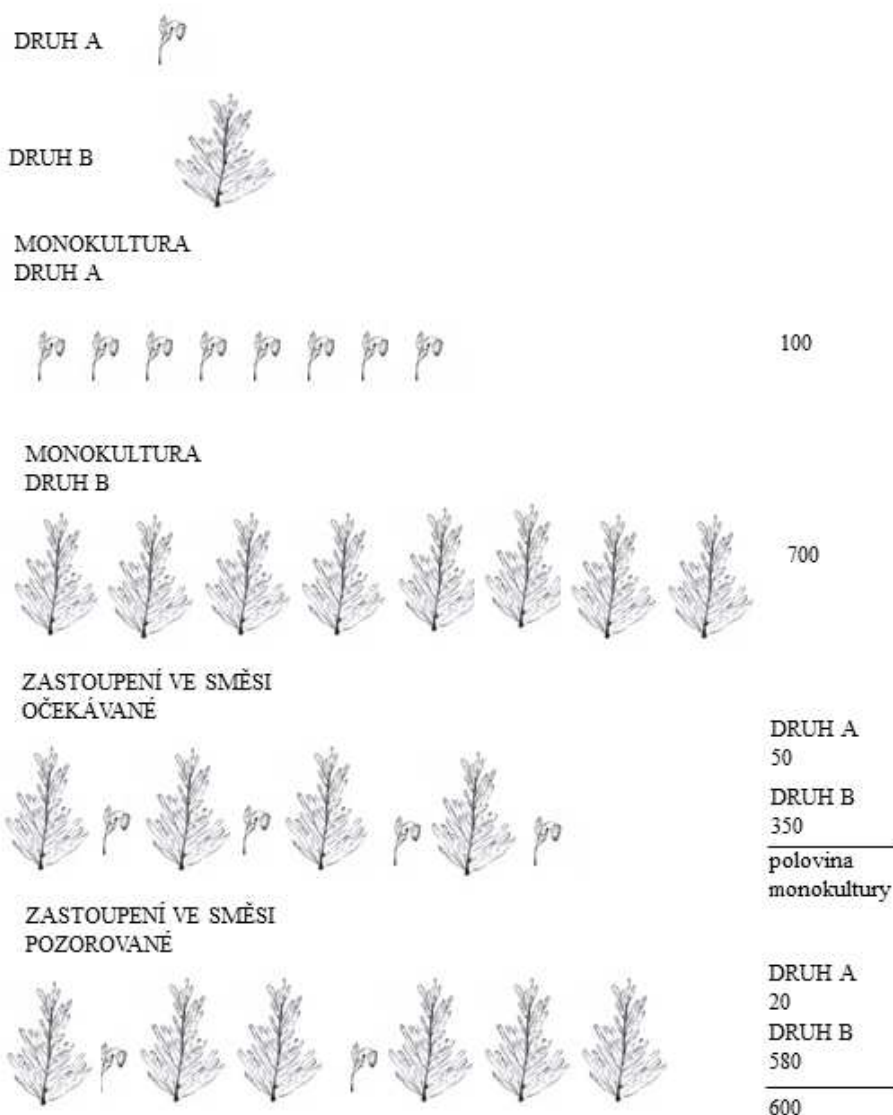 DRUH A
DRUH B
MONOKULTURA
DRUH A
100
MONOKULTURA
DRUH B
700
ZASTOUPENÍ VE SMĚSI
OČEKÁVANÉ
DRUH A
50
DRUH B
350
polovina
monokultury
ZASTOUPENÍ VE SMĚSI
POZOROVANÉ
DRUH A
20
DRUH B
580
600